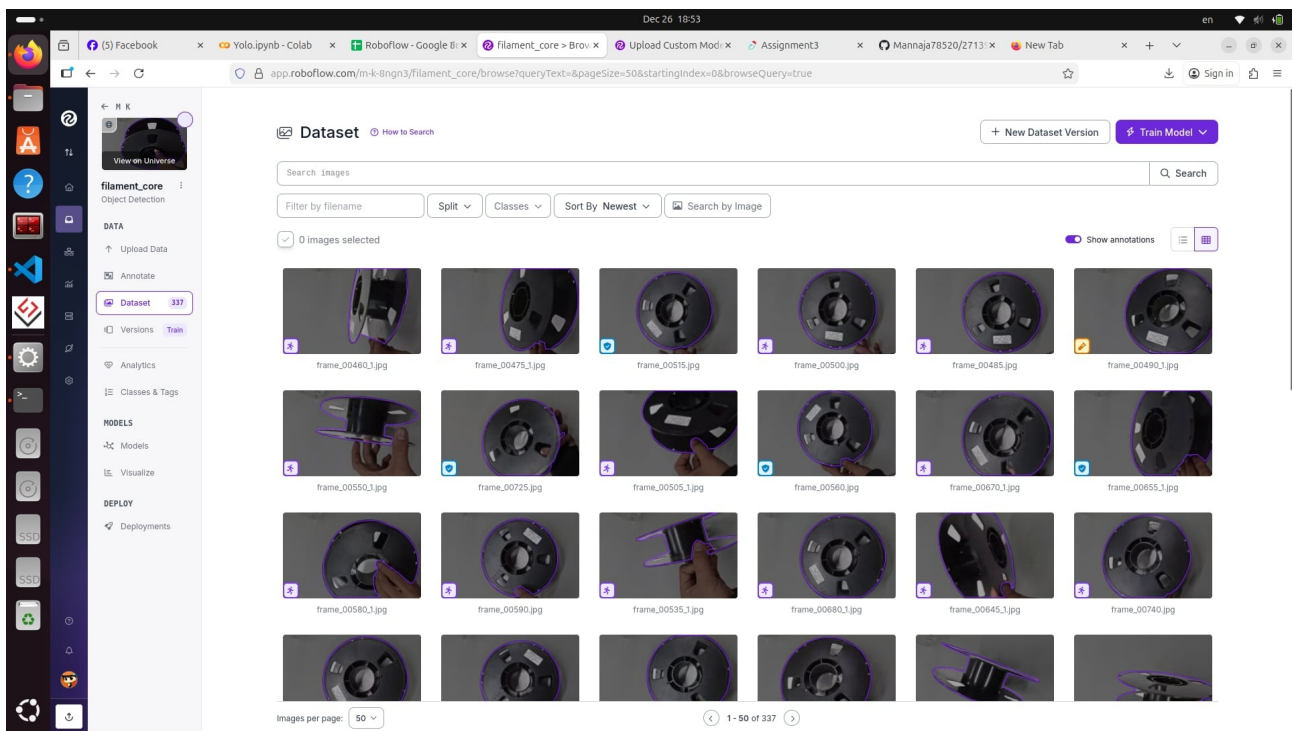 Dec 26 18:53
en
(5) Facebook
Yolo.ipynb - Colab
Roboflow - Google
filament_core > Brow
Upload Custom Mode
Assignment3
Mannaja78520/2713
New Tab
app.roboflow.com/m-k-8ngn3/filament_core/browse?queryText=&pageSize=50&startingIndex=0&browseQuery=true
Sign in
M K
View on Universe
filament_core
Object Detection
DATA
Upload Data
Annotate
Dataset 337
Versions Train
Analytics
Classes & Tags
MODELS
Models
Visualize
DEPLOY
Deployments
SSD
SSD
Dataset
How to Search
+ New Dataset Version
Train Model
Search images
Search
Filter by filename
Split
Classes
Sort By Newest
Search by Image
0 images selected
Show annotations
frame_00460_1.jpg
frame_00475_1.jpg
frame_00515.jpg
frame_00500.jpg
frame_00485.jpg
frame_00490_1.jpg
frame_00550_1.jpg
frame_00725.jpg
frame_00505_1.jpg
frame_00560.jpg
frame_00670_1.jpg
frame_00655_1.jpg
frame_00580_1.jpg
frame_00590.jpg
frame_00535_1.jpg
frame_00680_1.jpg
frame_00645_1.jpg
frame_00740.jpg
Images per page: 50
1 - 50 of 337